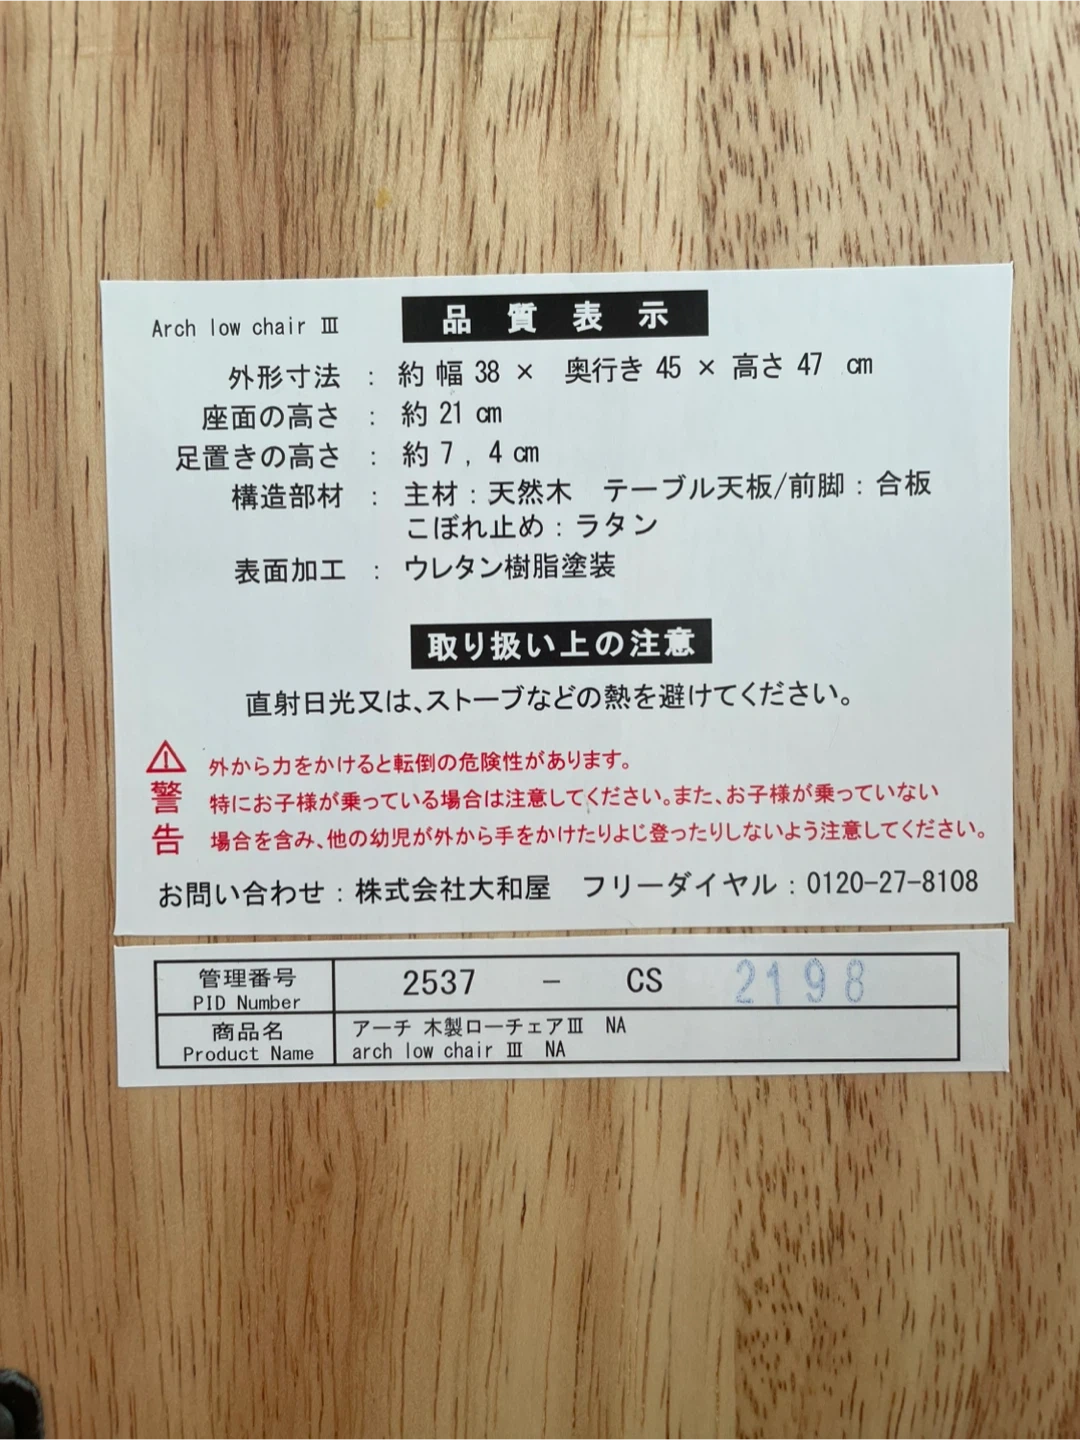 Arch low chair Ⅲ 品質表示
外形寸法 : 約 幅 38 × 奥行き 45 × 高さ 47 cm
座面の高さ : 約 21 cm
足置きの高さ : 約 7 , 4 cm
構造部材 : 主材 : 天然木 テーブル天板/前脚 : 合板
こぼれ止め : ラタン
表面加工 : ウレタン樹脂塗装
取り扱い上の注意
直射日光又は、ストーブなどの熱を避けてください。
警告
外から力をかけると転倒の危険性があります。
特にお子様が乗っている場合は注意してください。また、お子様が乗っていない
場合を含み、他の幼児が外から手をかけたりよじ登ったりしないよう注意してください。
お問い合わせ : 株式会社大和屋 フリーダイヤル : 0120-27-8108
管理番号 2537 - CS 2198
PID Number
商品名 アーチ 木製ローチェアⅢ NA
Product Name arch low chair Ⅲ NA